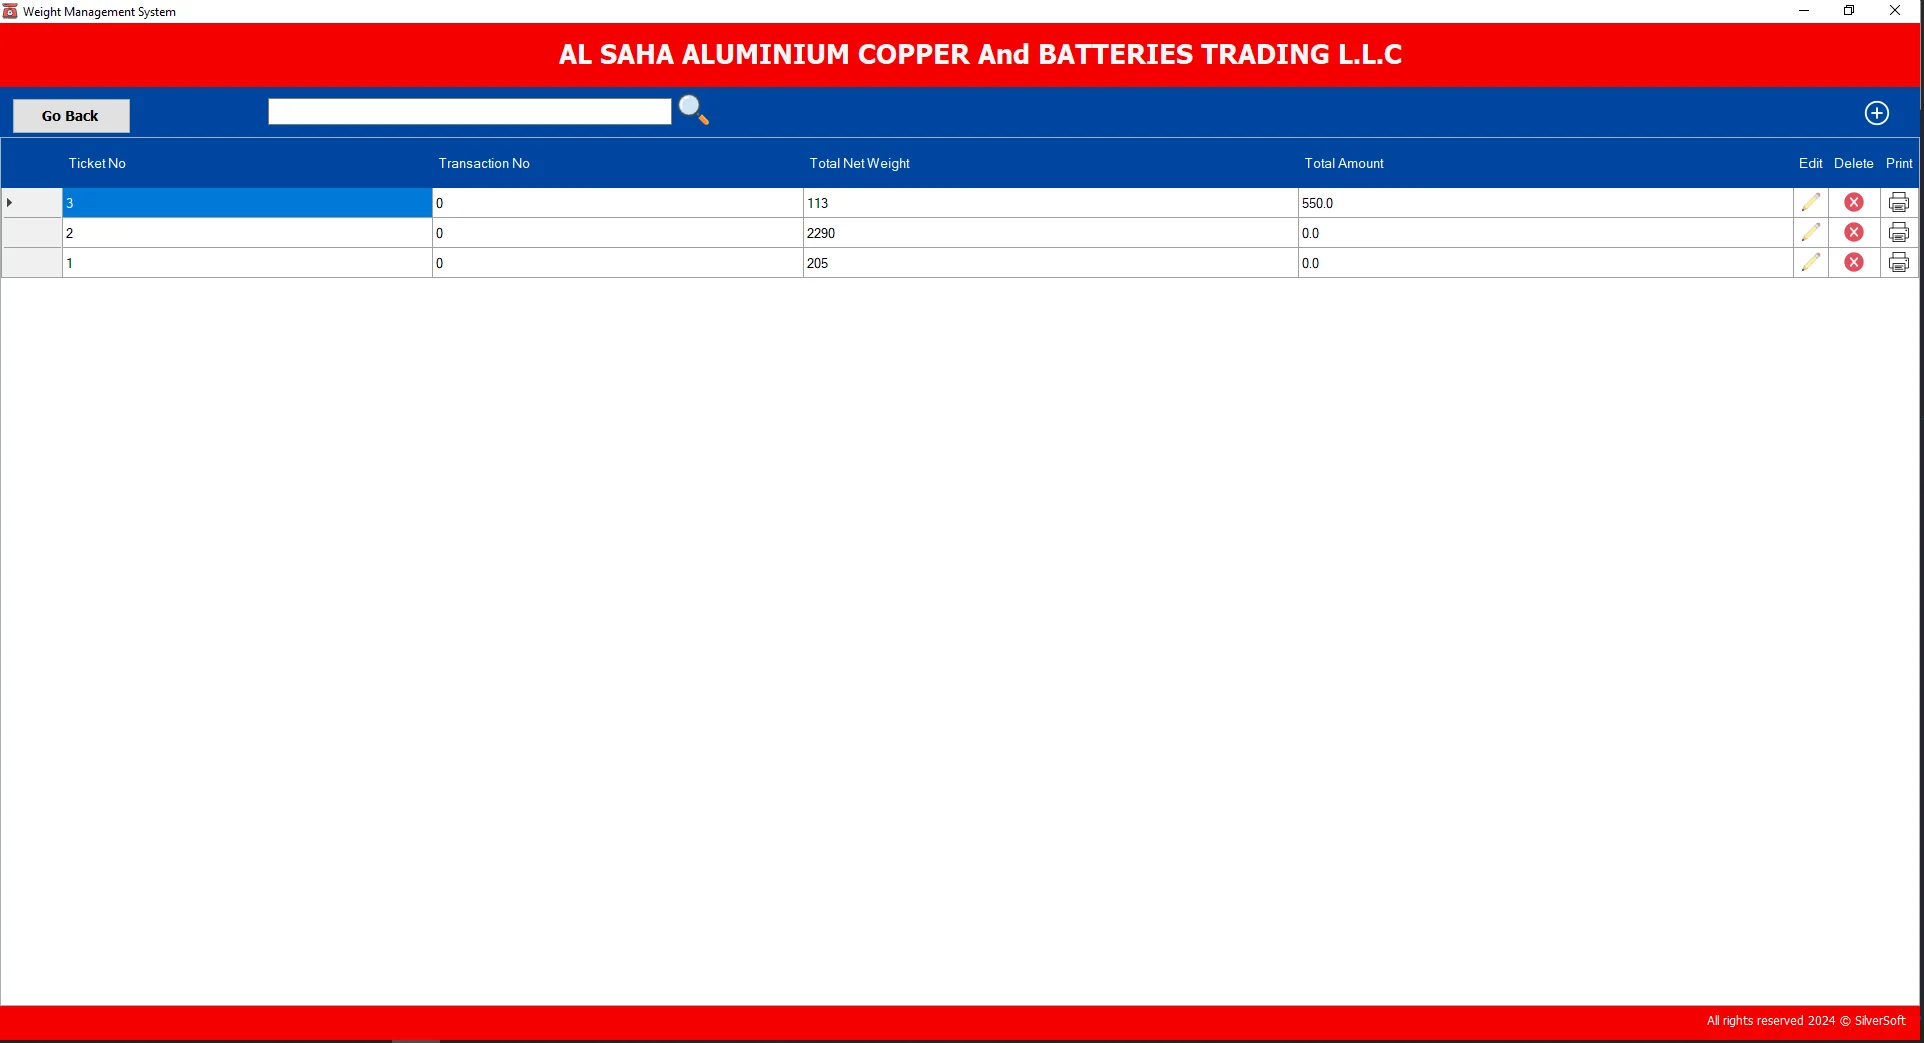 Weight Management System
AL SAHA ALUMINIUM COPPER And BATTERIES TRADING L.L.C
Go Back
Ticket No Transaction No Total Net Weight Total Amount Edit Delete Print
3 0 113 550.0
2 0 2290 0.0
1 0 205 0.0
All rights reserved 2024 © SilverSoft